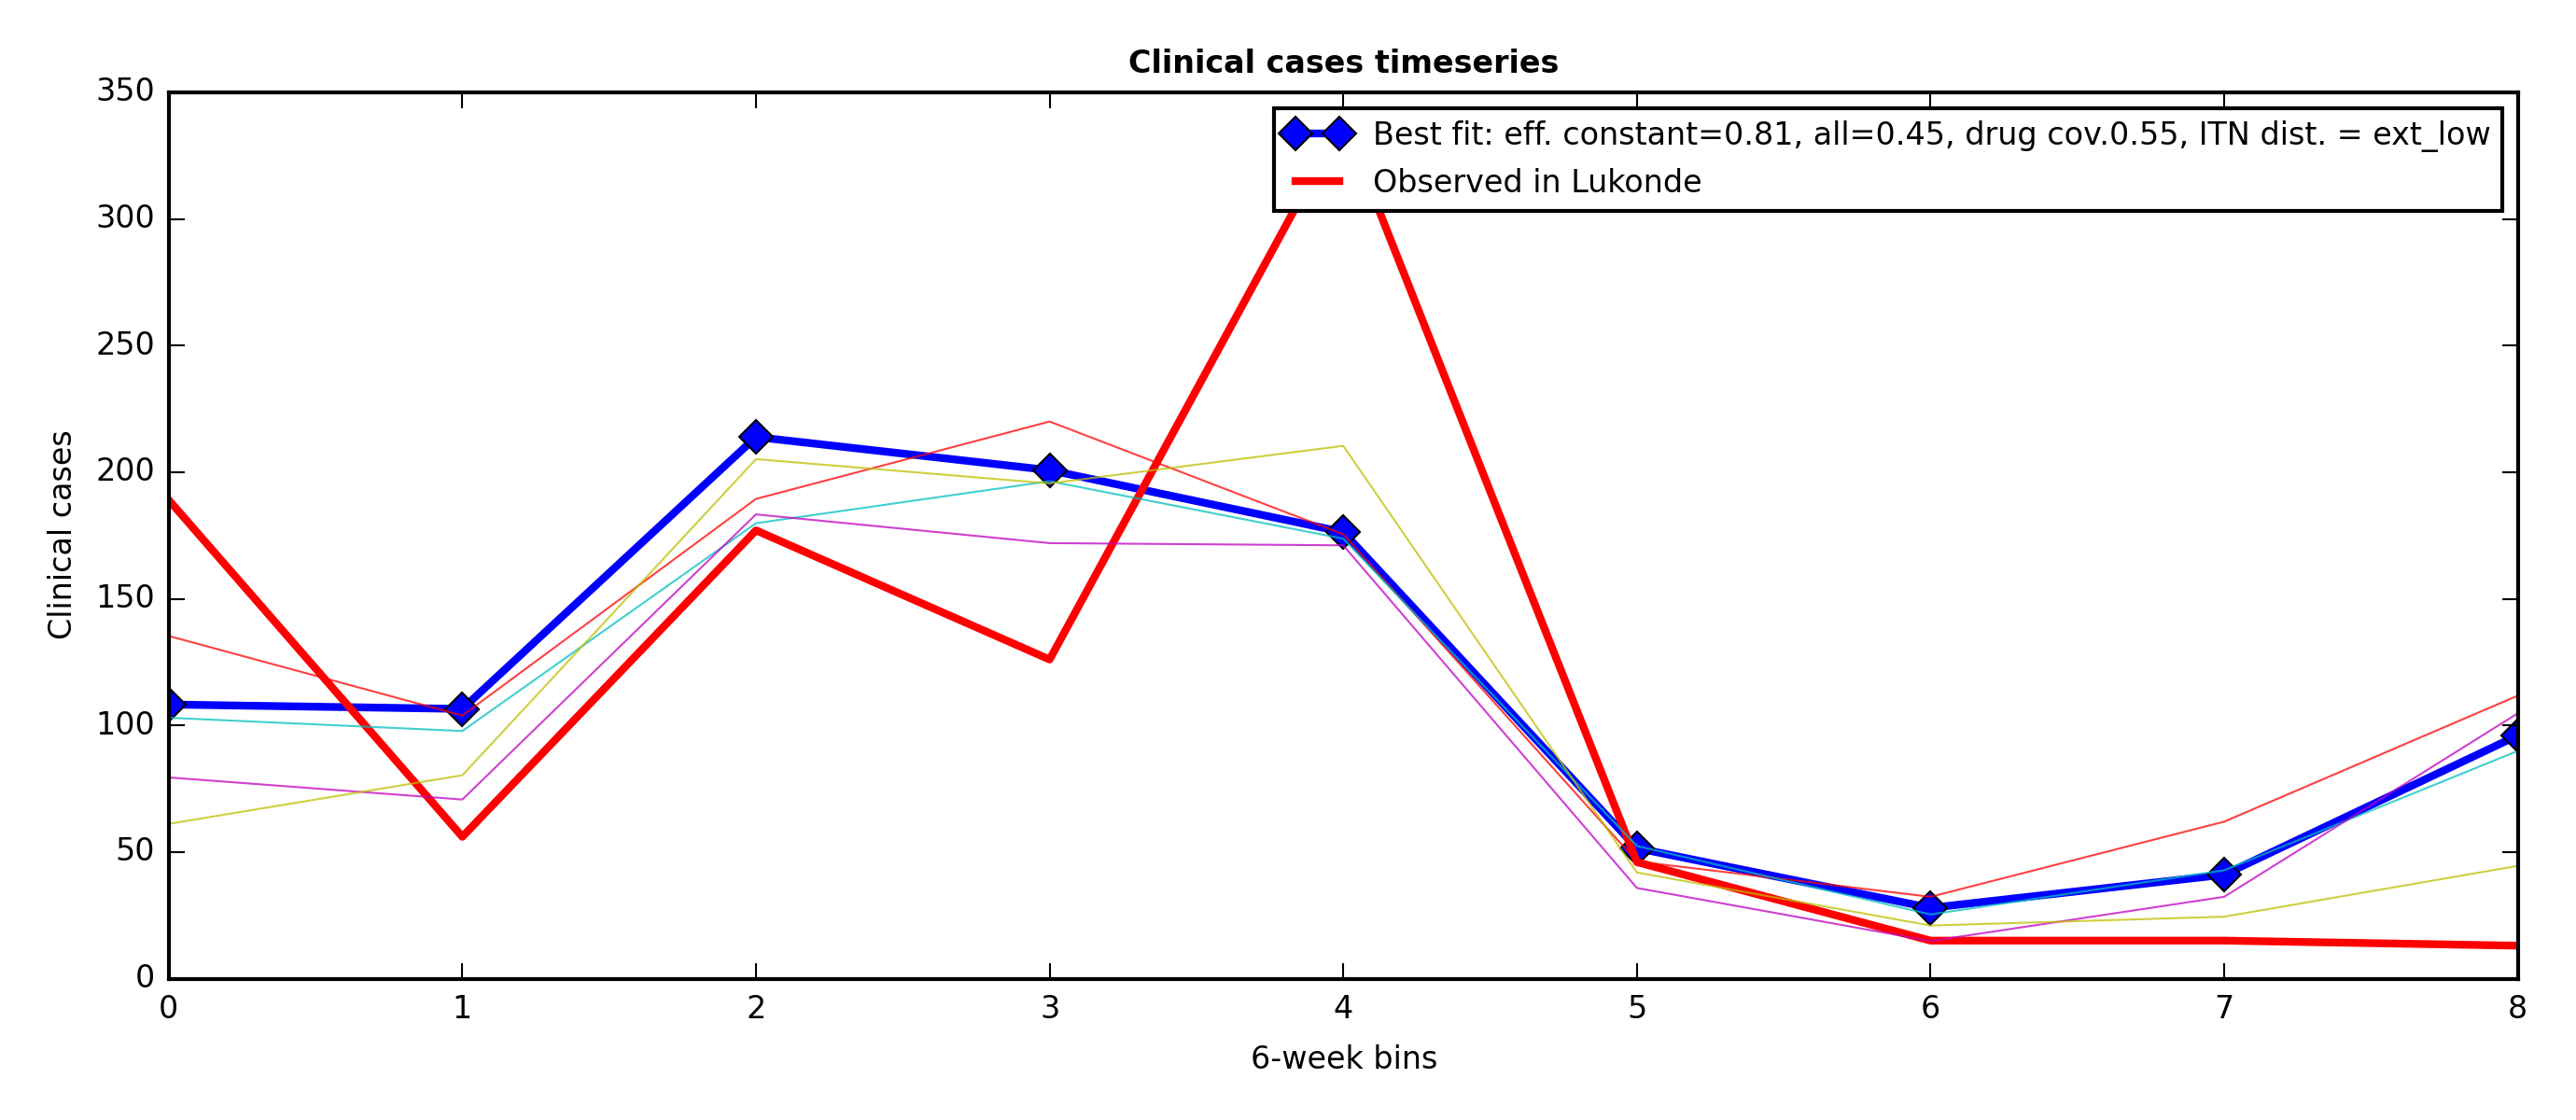 Clinical cases timeseries
350
300
250
200
150
100
50
0
Clinical cases
Best fit: eff. constant=0.81, all=0.45, drug cov.0.55, ITN dist. = ext_low
Observed in Lukonde
0 1 2 3 4 5 6 7 8
6-week bins